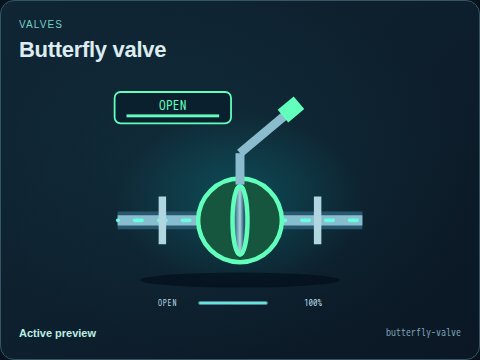 VALVES
Butterfly valve
OPEN
OPEN 100%
Active preview
butterfly-valve